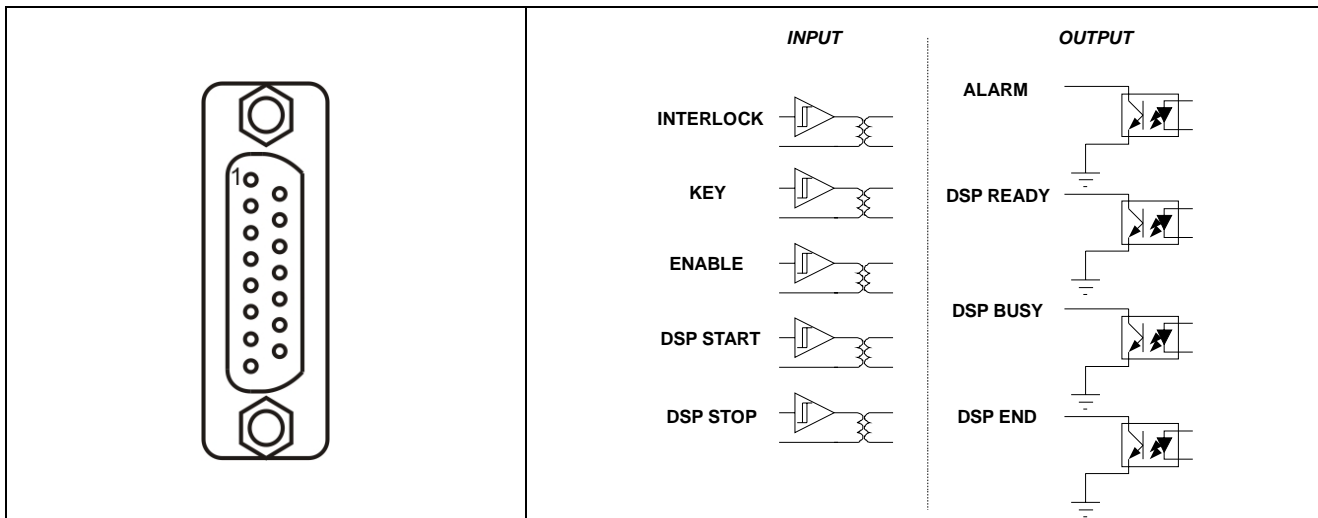 1
INPUT
INTERLOCK
KEY
ENABLE
DSP START
DSP STOP
OUTPUT
ALARM
DSP READY
DSP BUSY
DSP END